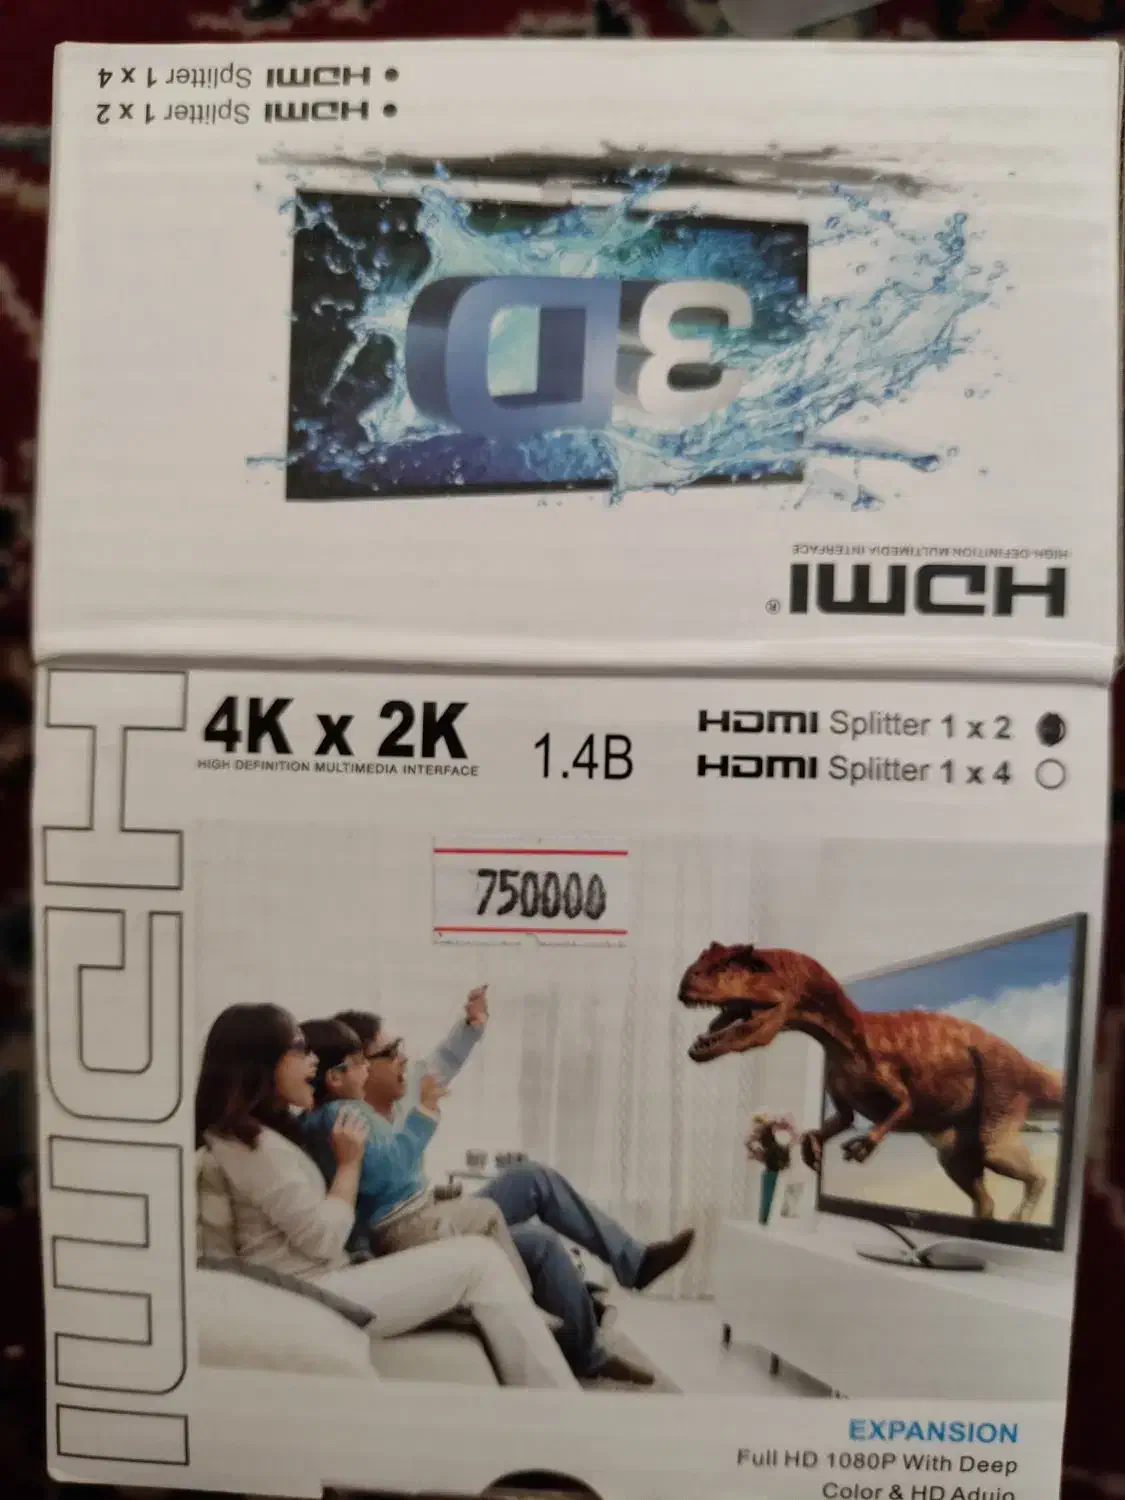 HDMI Splitter 1 x 4
HDMI Splitter 1 x 2
3D
HIGH-DEFINITION MULTIMEDIA INTERFACE
HDMI®
HDMI
4K x 2K
HIGH DEFINITION MULTIMEDIA INTERFACE
1.4B
HDMI Splitter 1 x 2
HDMI Splitter 1 x 4
750000
EXPANSION
Full HD 1080P With Deep
Color & HD Aduio